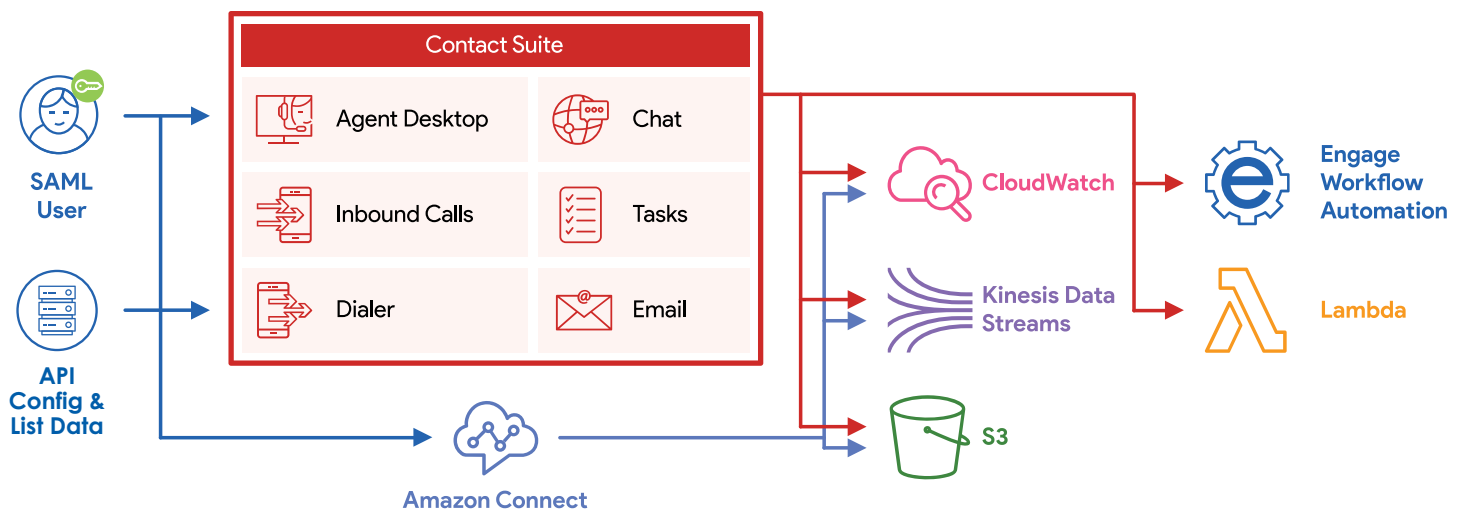 Contact Suite
SAML
User
API
Config &
List Data
Agent Desktop
Chat
Inbound Calls
Tasks
Dialer
@
Email
Amazon Connect
CloudWatch
Kinesis Data
Streams
S3
e
Engage
Workflow
Automation
Lambda